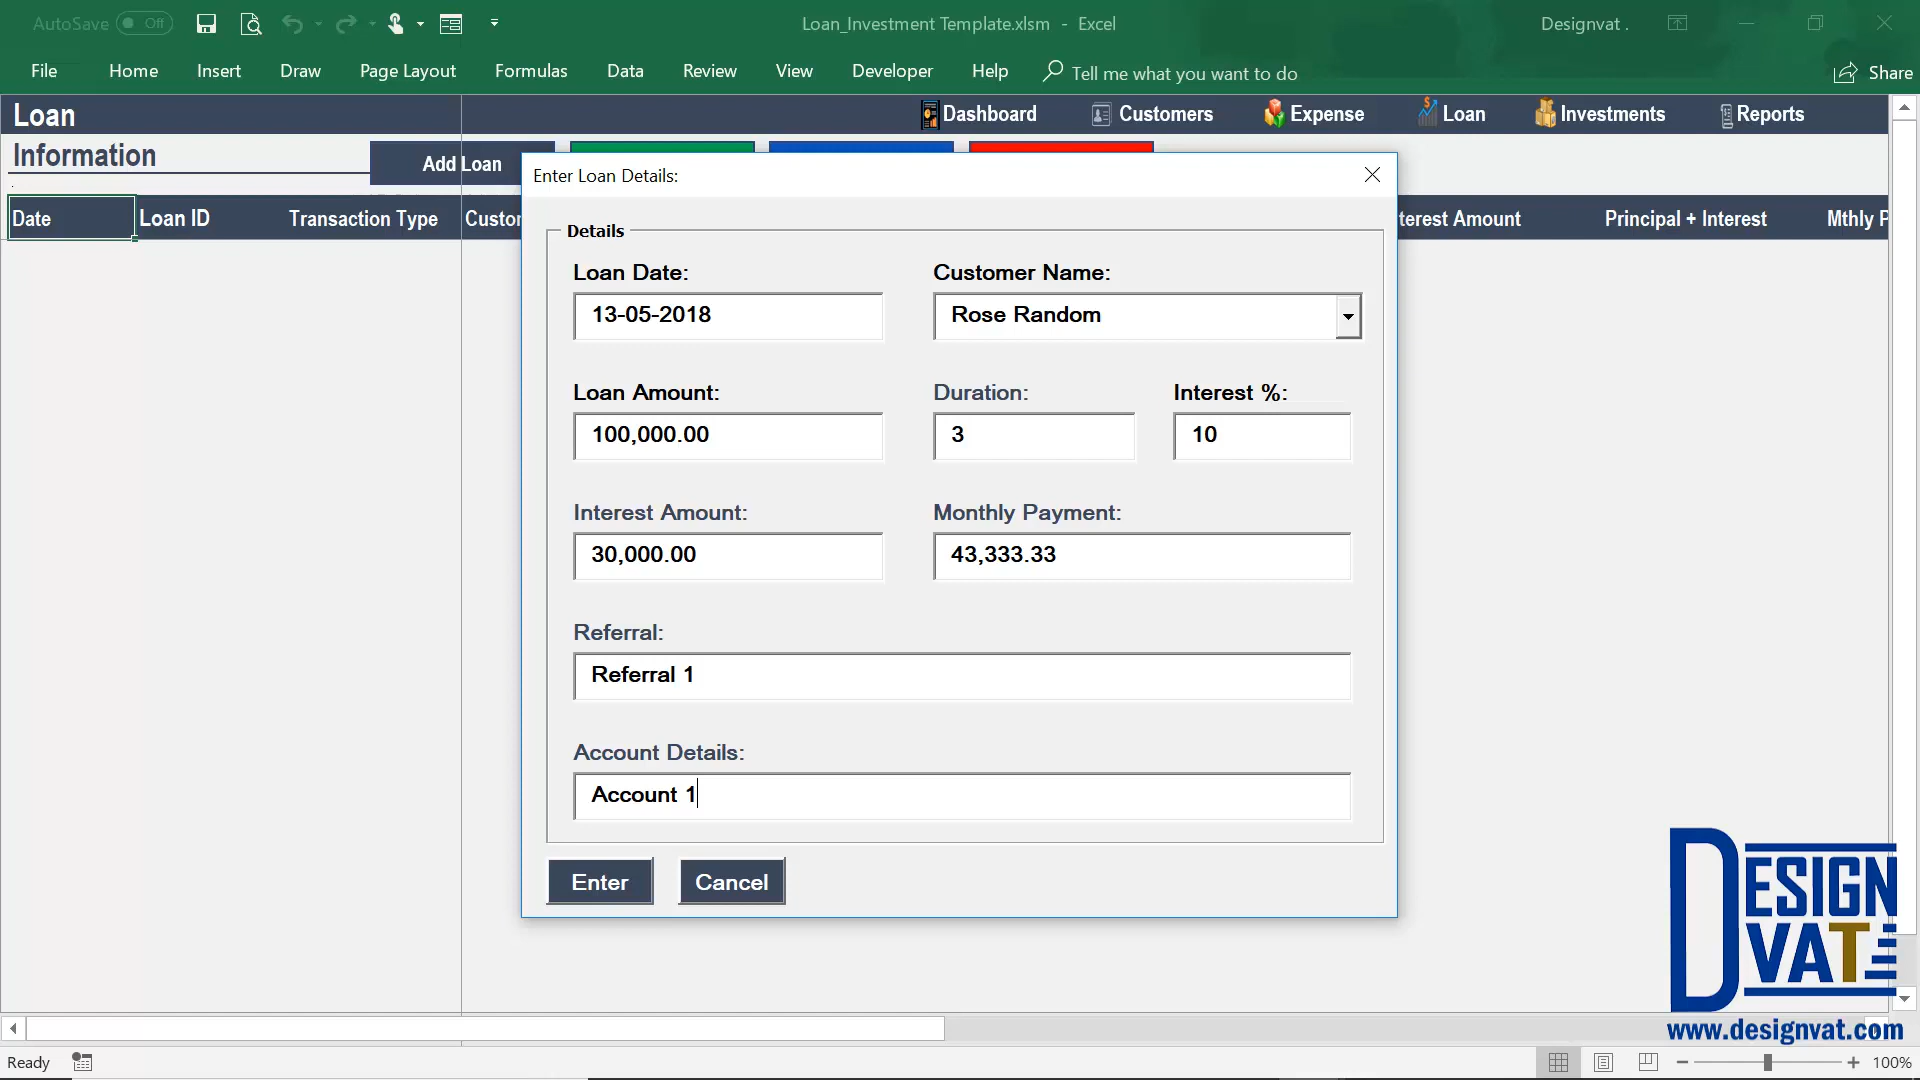 AutoSave Off
Loan_Investment Template.xlsm - Excel
Designvat .
File Home Insert Draw Page Layout Formulas Data Review View Developer Help Tell me what you want to do Share
Loan
Dashboard Customers Expense Loan Investments Reports
Information
Add Loan
Date Loan ID Transaction Type Custor terest Amount Principal + Interest Mthly P
Enter Loan Details:
Details
Loan Date: Customer Name:
13-05-2018 Rose Random
Loan Amount: Duration: Interest %:
100,000.00 3 10
Interest Amount: Monthly Payment:
30,000.00 43,333.33
Referral:
Referral 1
Account Details:
Account 1
Enter Cancel
DESIGN
VAT
www.designvat.com
Ready
100%